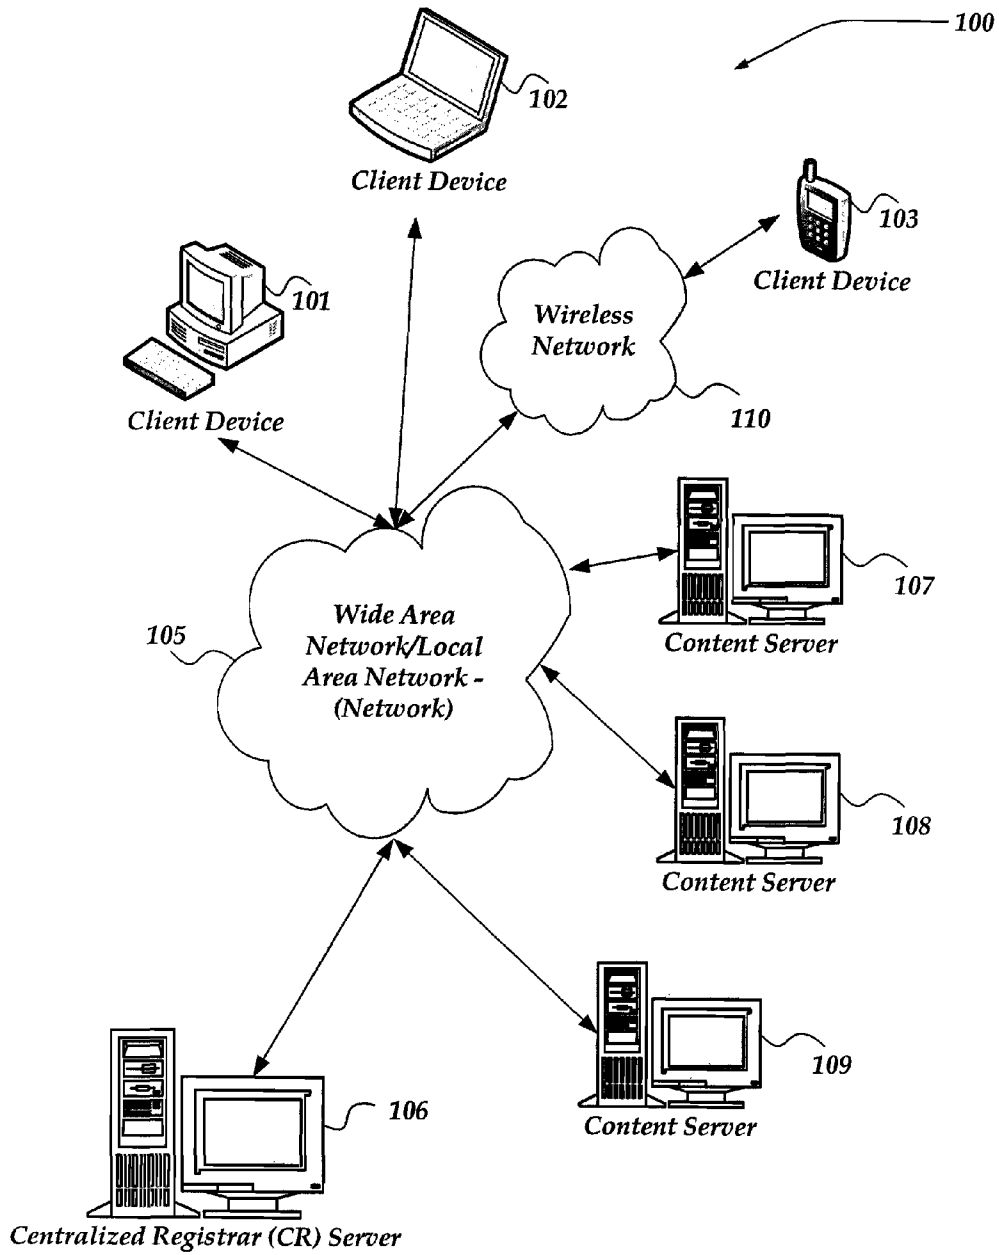 100
102
Client Device
103
Client Device
101
Client Device
Wireless
Network
110
107
Content Server
105
Wide Area
Network/Local
Area Network -
(Network)
108
Content Server
109
Content Server
106
Centralized Registrar (CR) Server